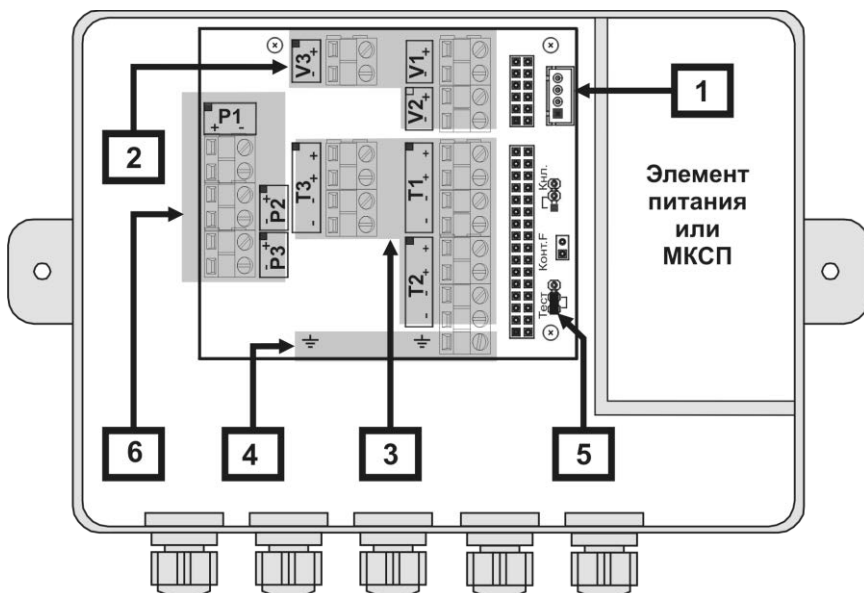 V3 + -
V1 + -
V2 + -
1
2
P1
+ -
T3 + + - -
T1 + + - -
Кнл.
Элемент
питания
или
МКСП
P2 + -
P3 + -
Конт.F
T2 + + - -
Тест
6
4
3
5